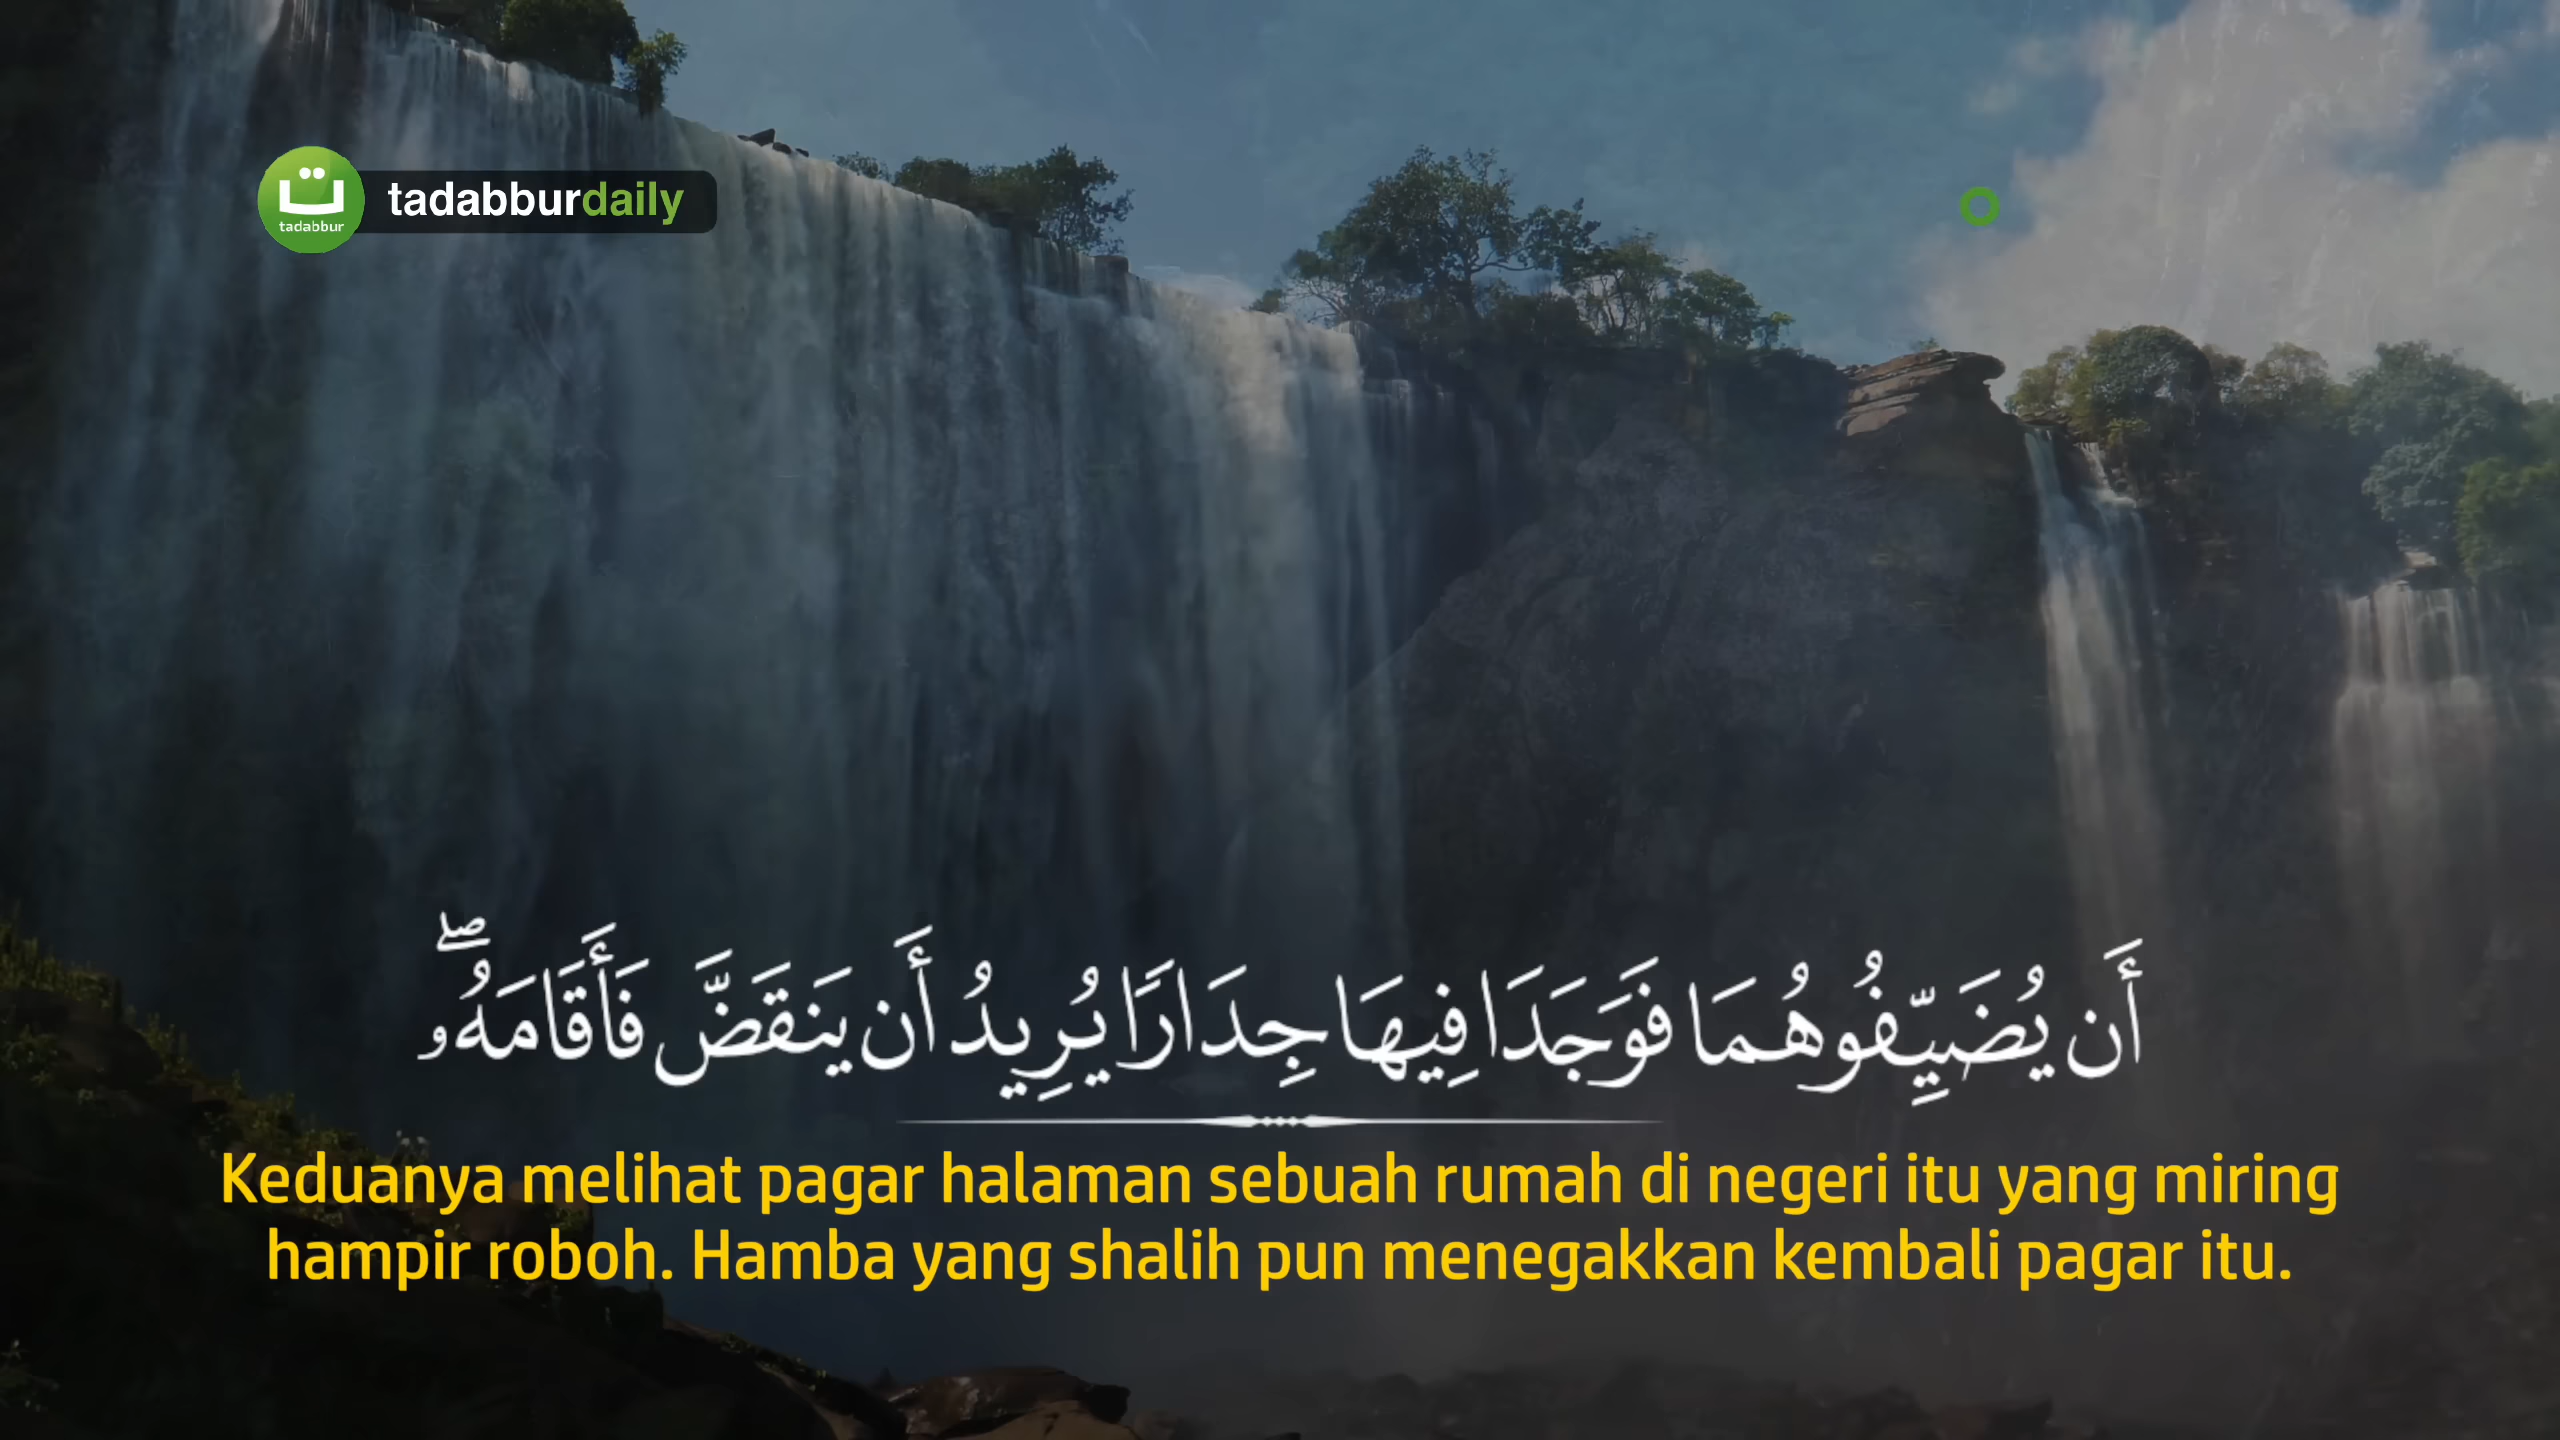 ت
tadabbur
tadabburdaily
أَن يُضَيِّفُوهُمَا فَوَجَدَا فِيهَا جِدَارًا يُرِيدُ أَن يَنقَضَّ فَأَقَامَهُۥ ۖ
Keduanya melihat pagar halaman sebuah rumah di negeri itu yang miring
hampir roboh. Hamba yang shalih pun menegakkan kembali pagar itu.